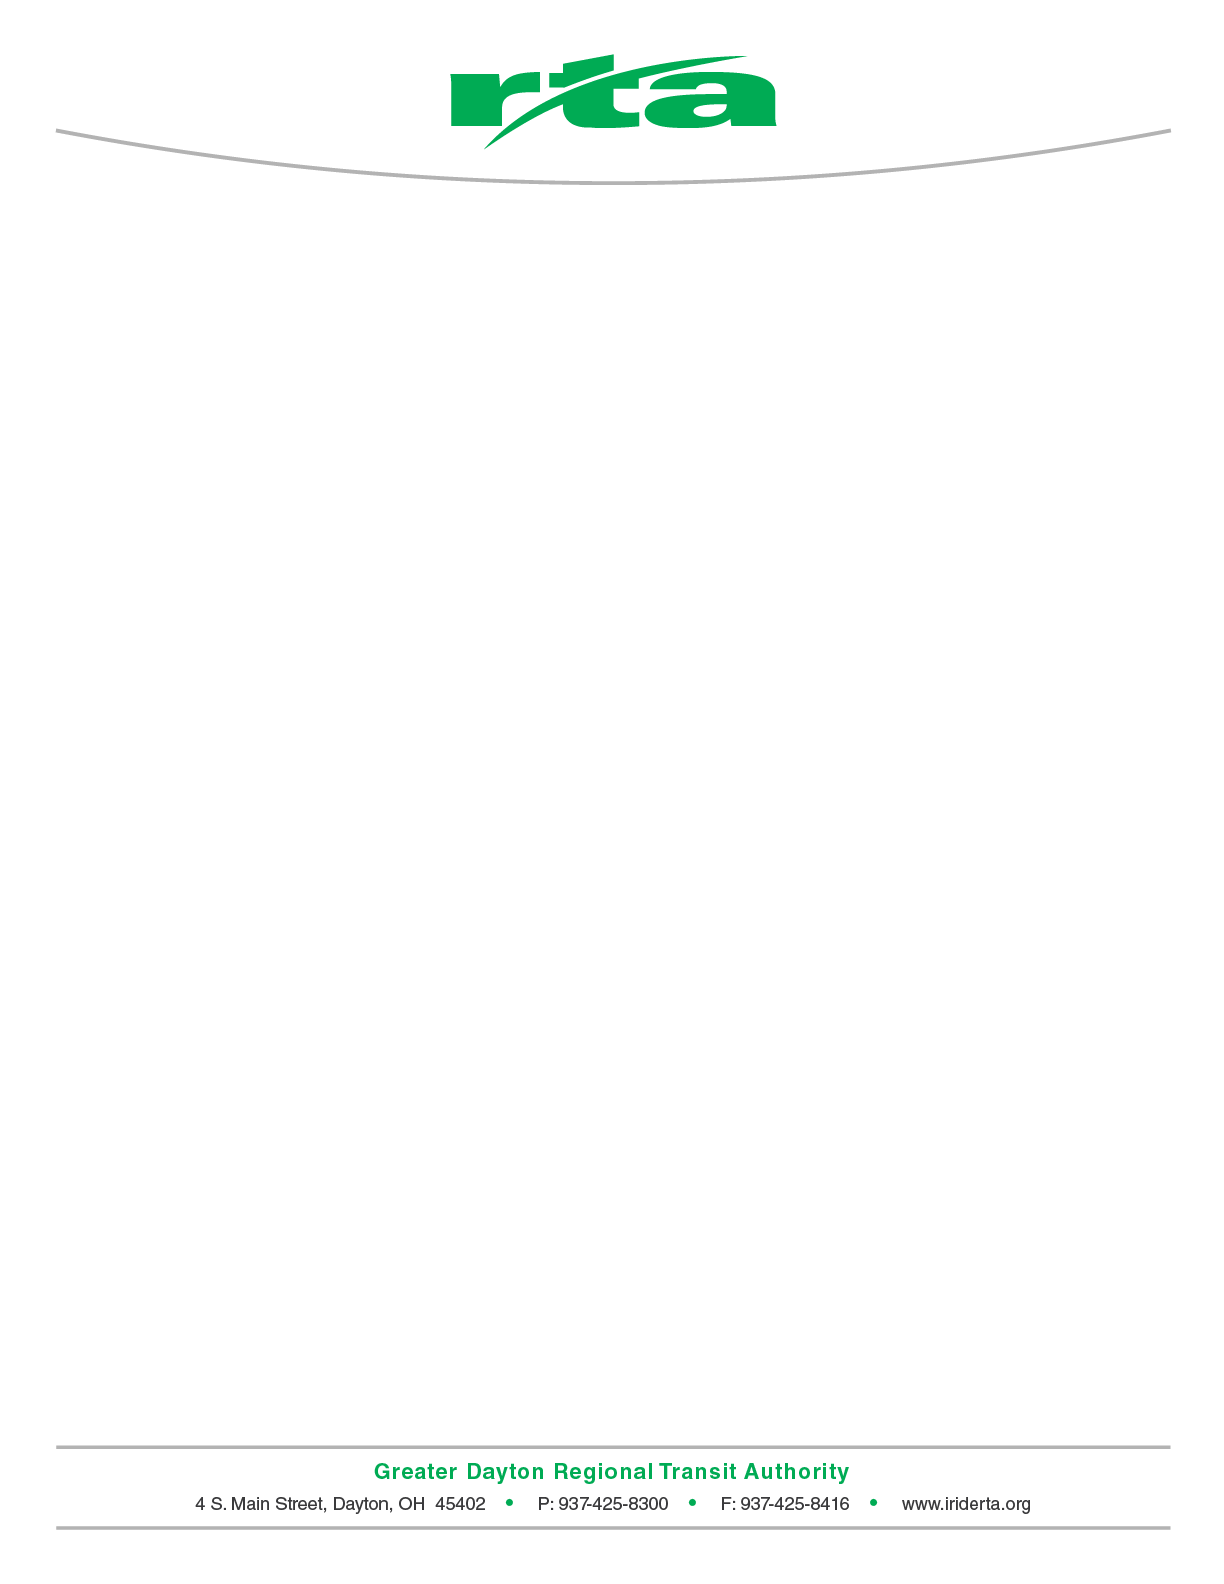 rta
Greater Dayton Regional Transit Authority
4 S. Main Street, Dayton, OH 45402 • P: 937-425-8300 • F: 937-425-8416 • www.iriderta.org